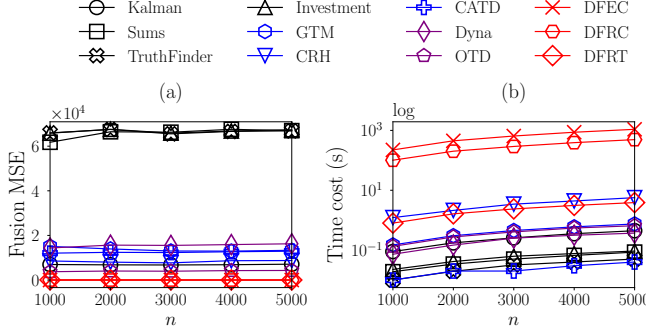 Kalman Investment CATD DFEC
Sums GTM Dyna DFRC
TruthFinder CRH OTD DFRT
(a) (b)
×10⁴ log
6
4
2
0
Fusion MSE
1000 2000 3000 4000 5000
n
10³
10¹
10⁻¹
Time cost (s)
1000 2000 3000 4000 5000
n